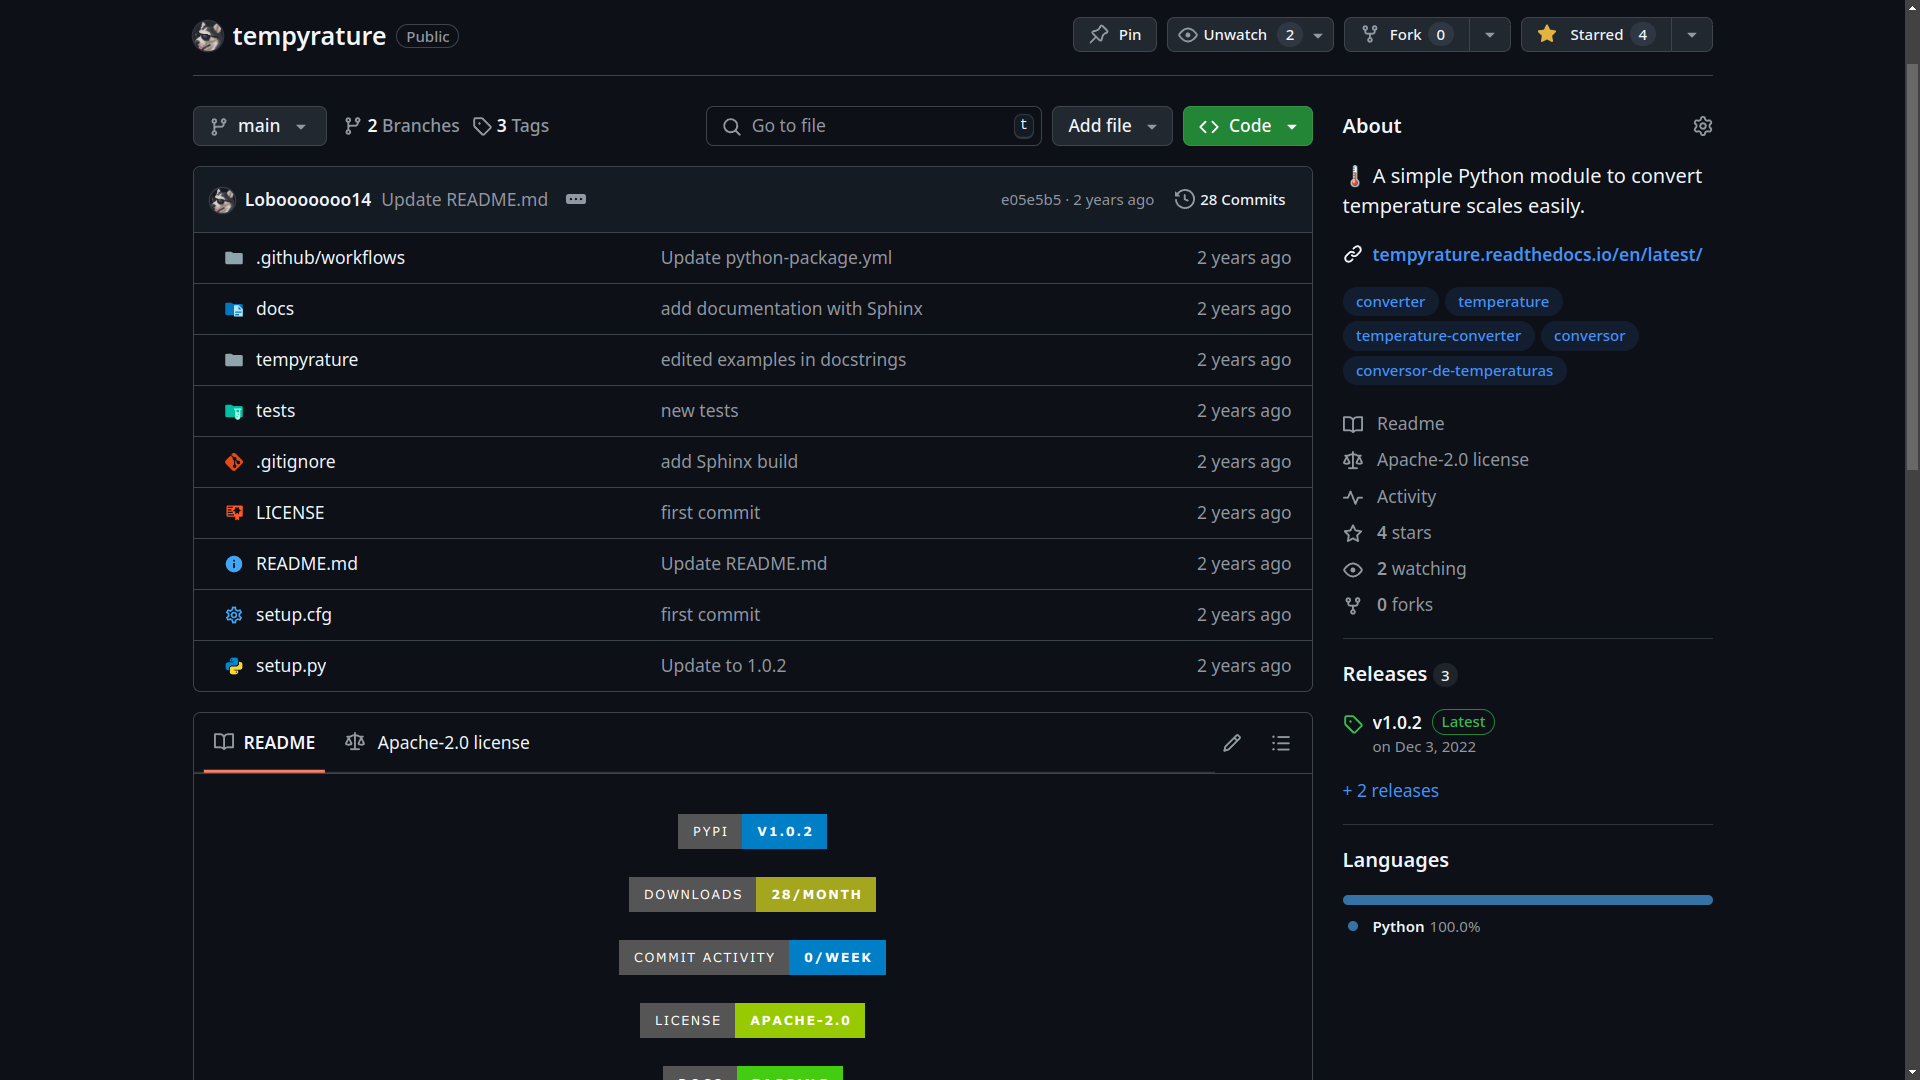 tempyrature Public
Pin
Unwatch 2
Fork 0
Starred 4
main
2 Branches
3 Tags
Go to file t
Add file
Code
Loboooooo14 Update README.md
e05e5b5 · 2 years ago
28 Commits
.github/workflows Update python-package.yml 2 years ago
docs add documentation with Sphinx 2 years ago
tempyrature edited examples in docstrings 2 years ago
tests new tests 2 years ago
.gitignore add Sphinx build 2 years ago
LICENSE first commit 2 years ago
README.md Update README.md 2 years ago
setup.cfg first commit 2 years ago
setup.py Update to 1.0.2 2 years ago
README
Apache-2.0 license
PYPI V1.0.2
DOWNLOADS 28/MONTH
COMMIT ACTIVITY 0/WEEK
LICENSE APACHE-2.0
About
A simple Python module to convert
temperature scales easily.
tempyrature.readthedocs.io/en/latest/
converter temperature
temperature-converter conversor
conversor-de-temperaturas
Readme
Apache-2.0 license
Activity
4 stars
2 watching
0 forks
Releases 3
v1.0.2 Latest
on Dec 3, 2022
+ 2 releases
Languages
Python 100.0%